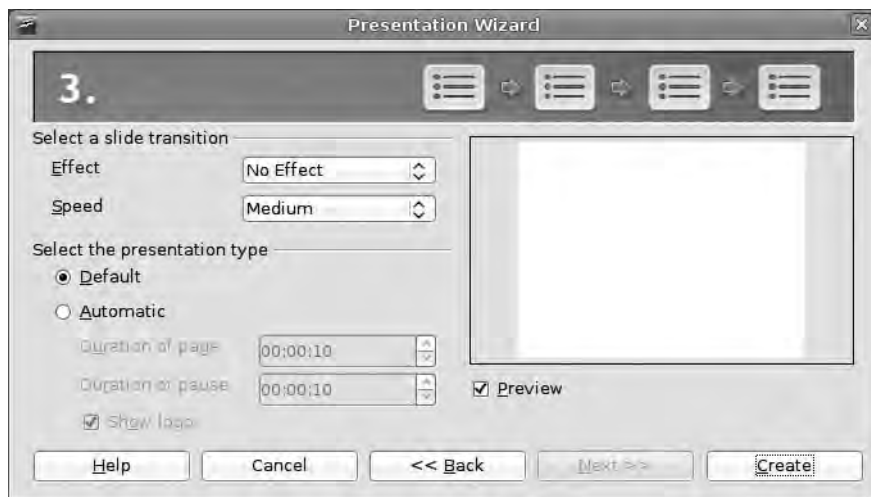 Presentation Wizard
3.
Select a slide transition
Effect No Effect
Speed Medium
Select the presentation type
Default
Automatic
Duration of page 00:00:10
Duration of pause 00:00:10
Show logo
Preview
Help Cancel << Back Next >> Create